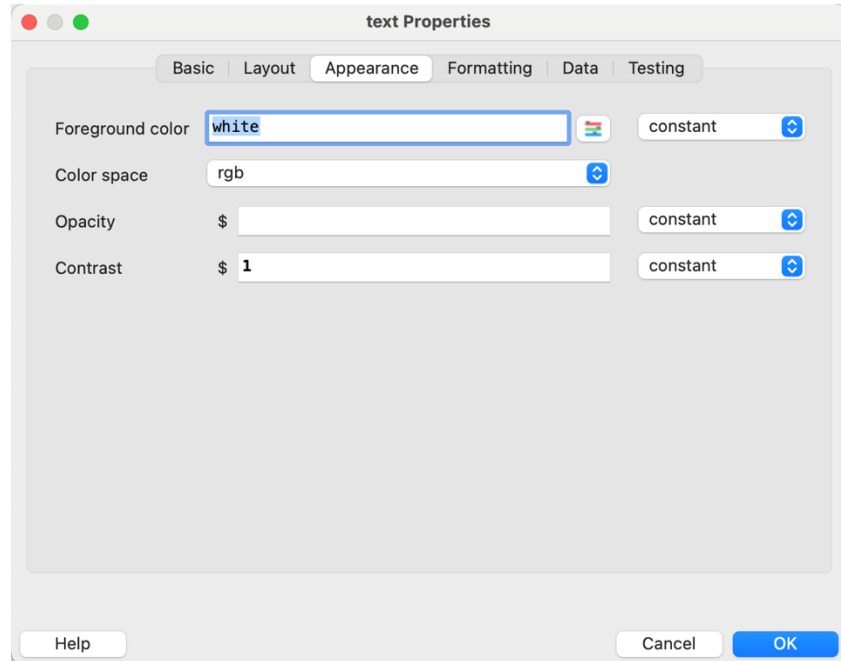 text Properties
Basic Layout Appearance Formatting Data Testing
Foreground color white constant
Color space rgb
Opacity $ constant
Contrast $ 1 constant
Help Cancel OK